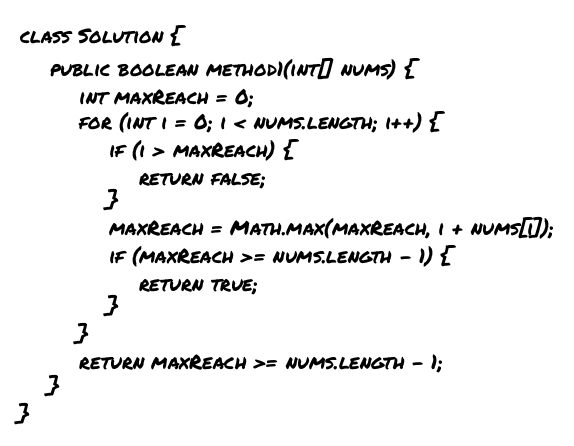 class Solution {
public boolean method1(int[] nums) {
int maxReach = 0;
for (int i = 0; i < nums.length; i++) {
if (i > maxReach) {
return false;
}
maxReach = Math.max(maxReach, i + nums[i]);
if (maxReach >= nums.length - 1) {
return true;
}
}
return maxReach >= nums.length - 1;
}
}